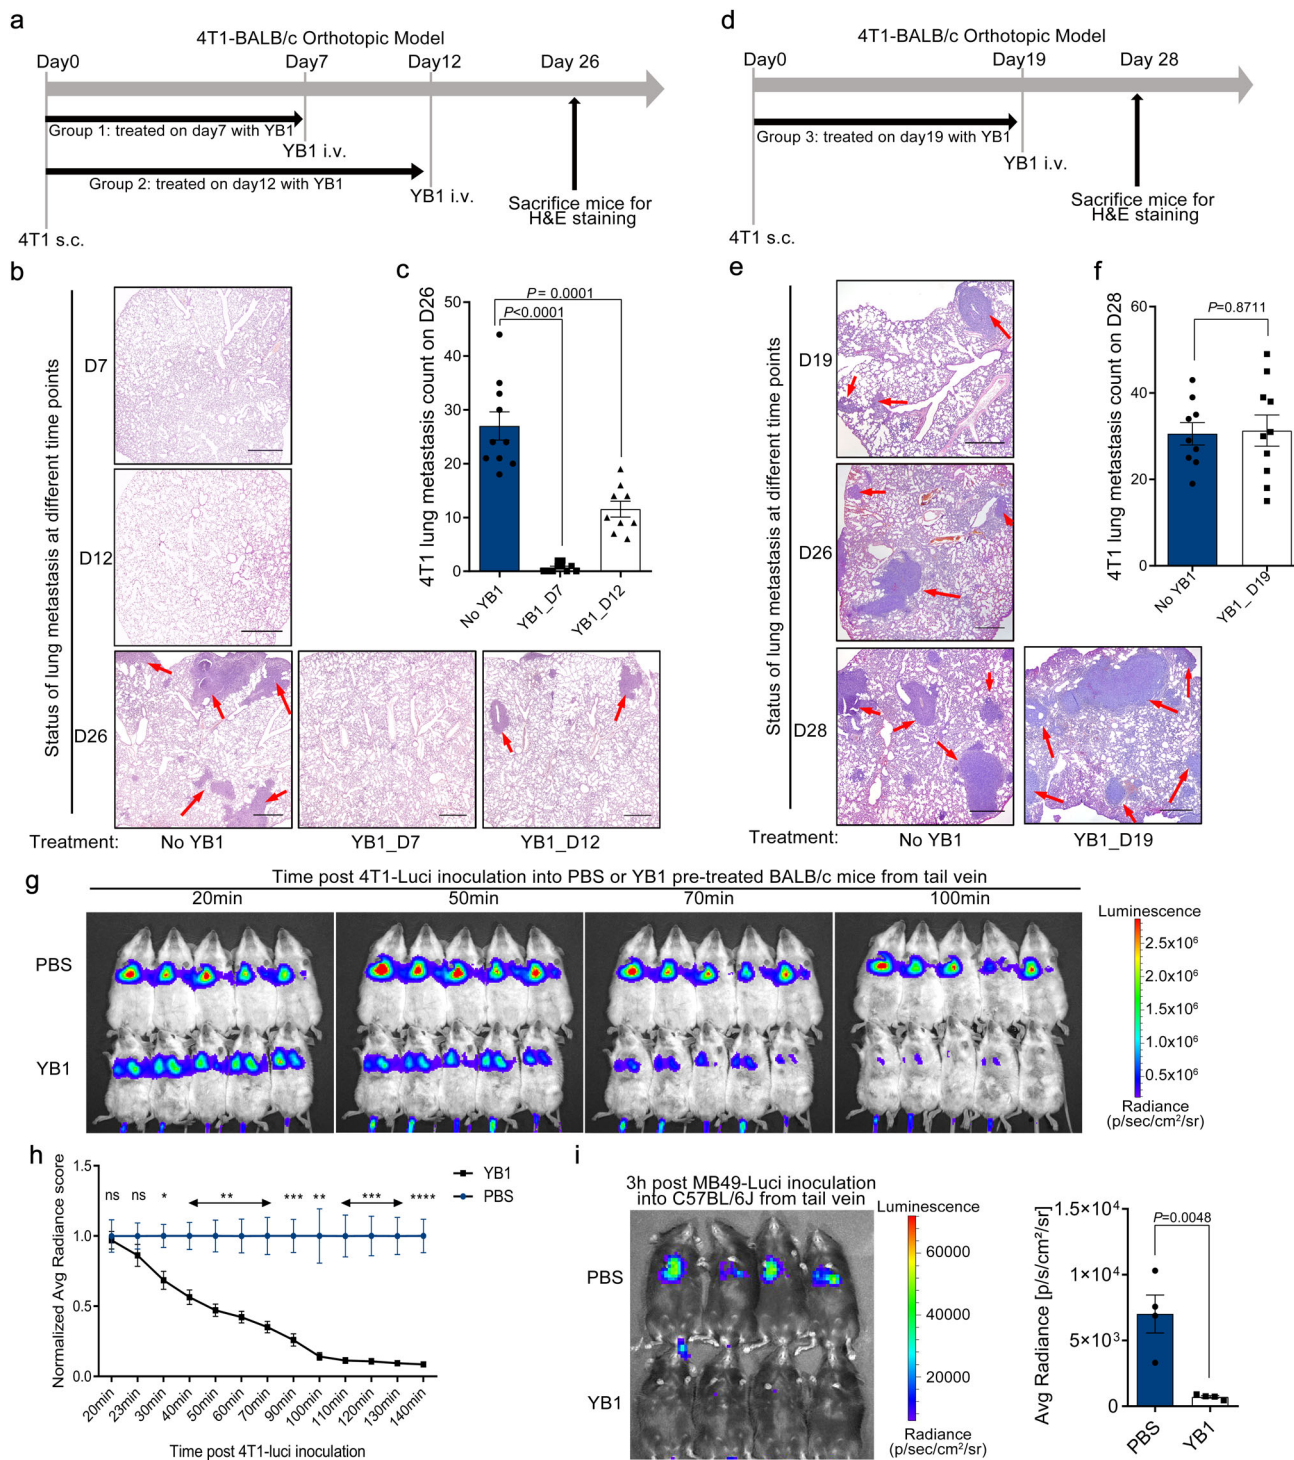 a
4T1-BALB/c Orthotopic Model
Day0
Day7
Day12
Day 26
Group 1: treated on day7 with YB1
YB1 i.v.
Group 2: treated on day12 with YB1
YB1 i.v.
Sacrifice mice for
H&E staining
4T1 s.c.
d
4T1-BALB/c Orthotopic Model
Day0
Day19
Day 28
Group 3: treated on day19 with YB1
YB1 i.v.
Sacrifice mice for
H&E staining
4T1 s.c.
b
Status of lung metastasis at different time points
D7
D12
D26
Treatment:
No YB1
YB1_D7
YB1_D12
c
4T1 lung metastasis count on D26
50
40
30
20
10
0
P = 0.0001
P<0.0001
No YB1
YB1_D7
YB1_D12
e
Status of lung metastasis at different time points
D19
D26
D28
Treatment:
No YB1
YB1_D19
f
4T1 lung metastasis count on D28
60
40
20
0
P=0.8711
No YB1
YB1_D19
g
Time post 4T1-Luci inoculation into PBS or YB1 pre-treated BALB/c mice from tail vein
20min
50min
70min
100min
PBS
YB1
Luminescence
2.5x10⁶
2.0x10⁶
1.5x10⁶
1.0x10⁶
0.5x10⁶
Radiance
(p/sec/cm²/sr)
h
Normalized Avg Radiance score
1.5
1.0
0.5
0.0
ns
ns
*
**
***
**
***
****
YB1
PBS
20min
23min
30min
40min
50min
60min
70min
90min
100min
110min
120min
130min
140min
Time post 4T1-luci inoculation
i
3h post MB49-Luci inoculation
into C57BL/6J from tail vein
PBS
YB1
Luminescence
60000
40000
20000
Radiance
(p/sec/cm²/sr)
Avg Radiance [p/s/cm²/sr]
1.5×10⁴
1×10⁴
5×10³
0
P=0.0048
PBS
YB1